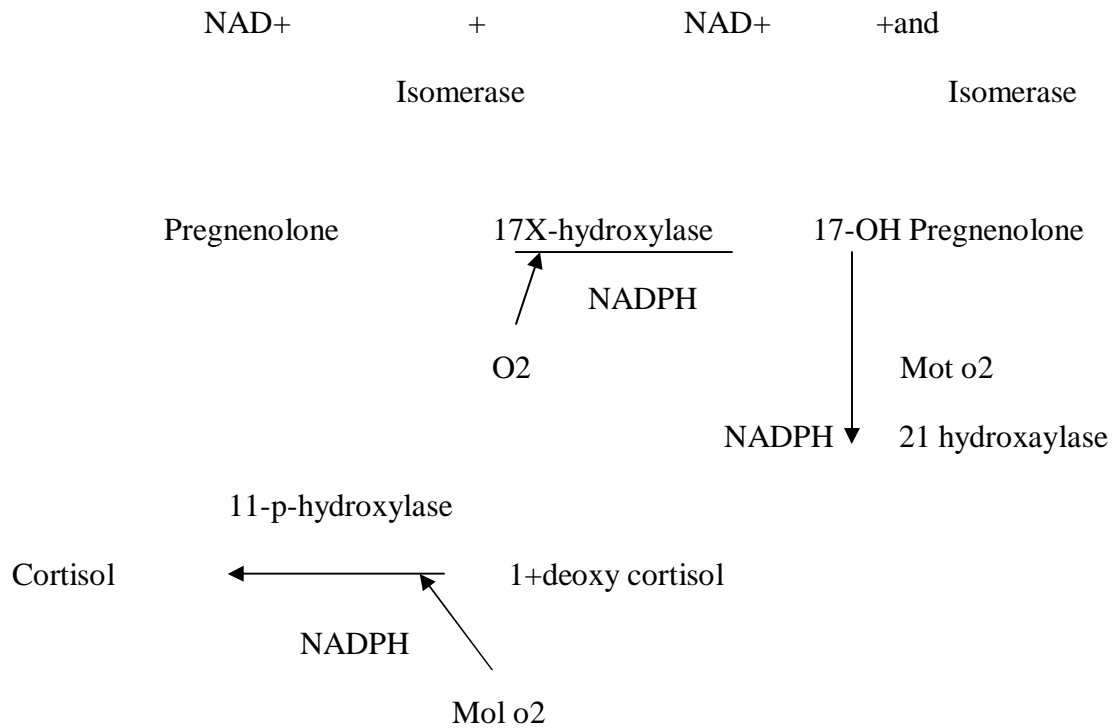 NAD+ + NAD+ +and
Isomerase Isomerase
Pregnenolone 17X-hydroxylase 17-OH Pregnenolone
NADPH
O2 Mot o2
NADPH 21 hydroxaylase
11-p-hydroxylase
Cortisol 1+deoxy cortisol
NADPH
Mol o2